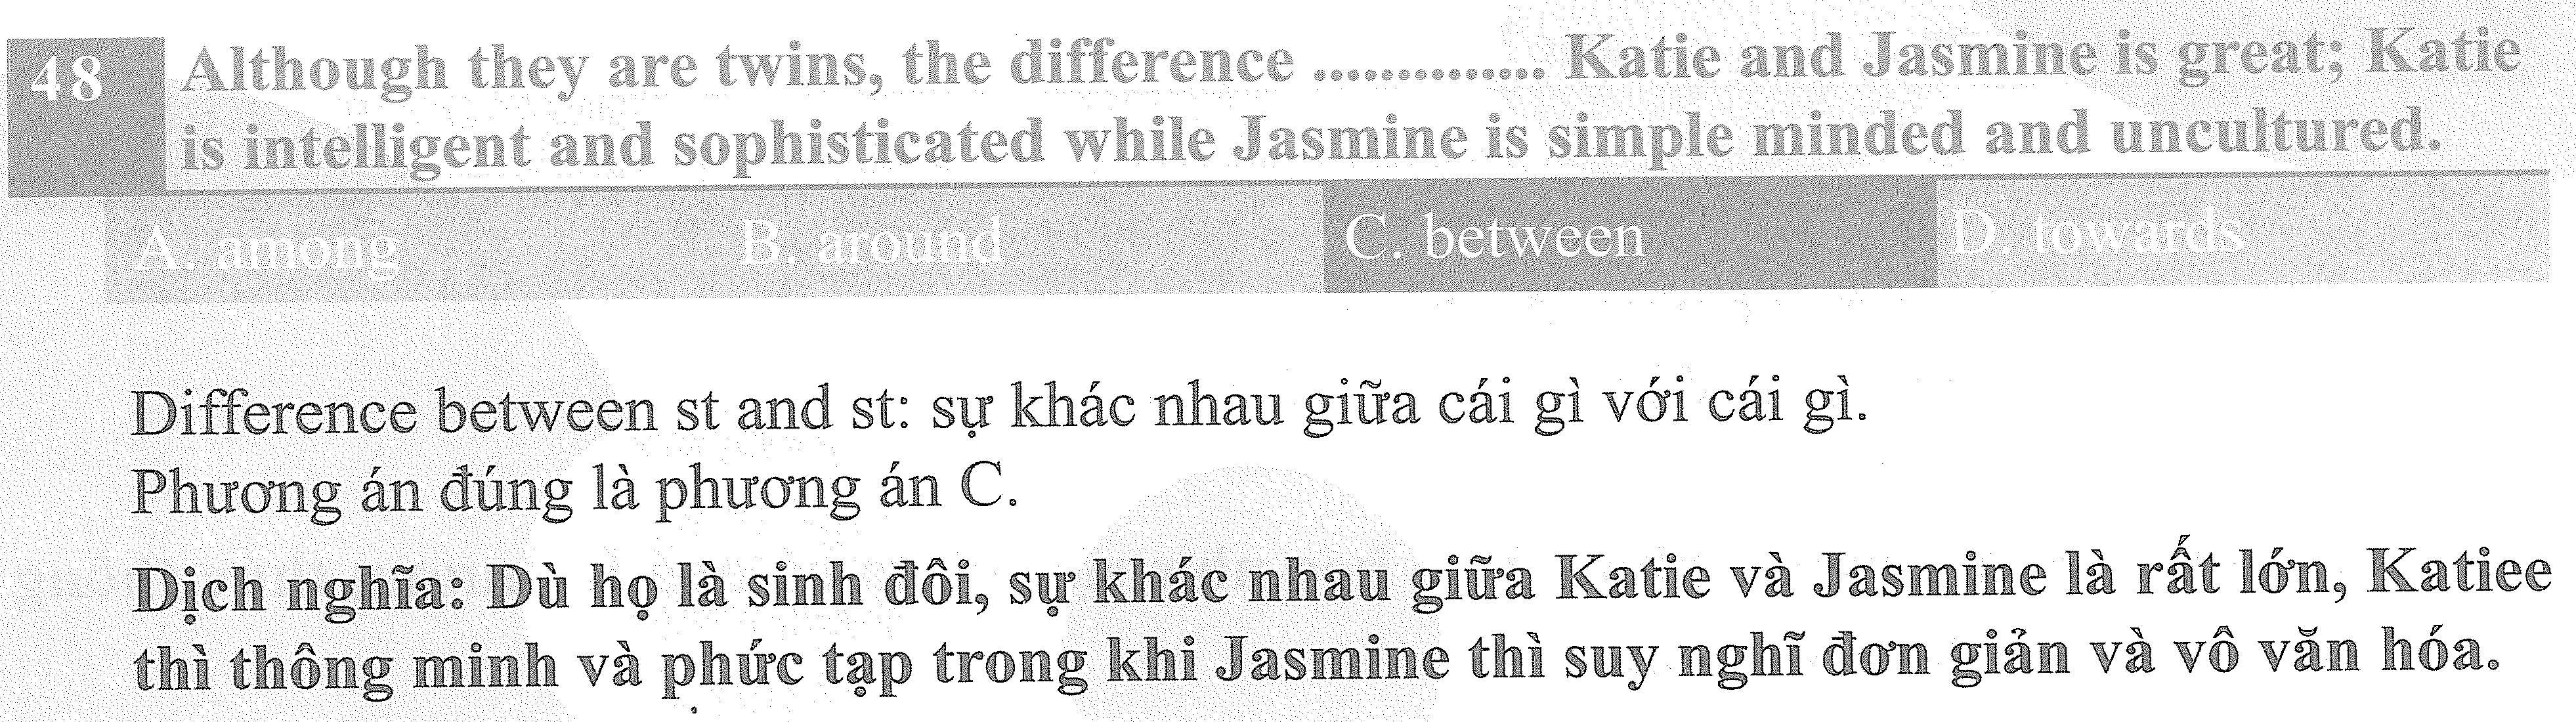 48 Although they are twins, the difference .............. Katie and Jasmine is great; Katie
is intelligent and sophisticated while Jasmine is simple minded and uncultured.
A. among B. around C. between D. towards
Difference between st and st: sự khác nhau giữa cái gì với cái gì.
Phương án đúng là phương án C.
Dịch nghĩa: Dù họ là sinh đôi, sự khác nhau giữa Katie và Jasmine là rất lớn, Katiee
thì thông minh và phức tạp trong khi Jasmine thì suy nghĩ đơn giản và vô văn hóa.